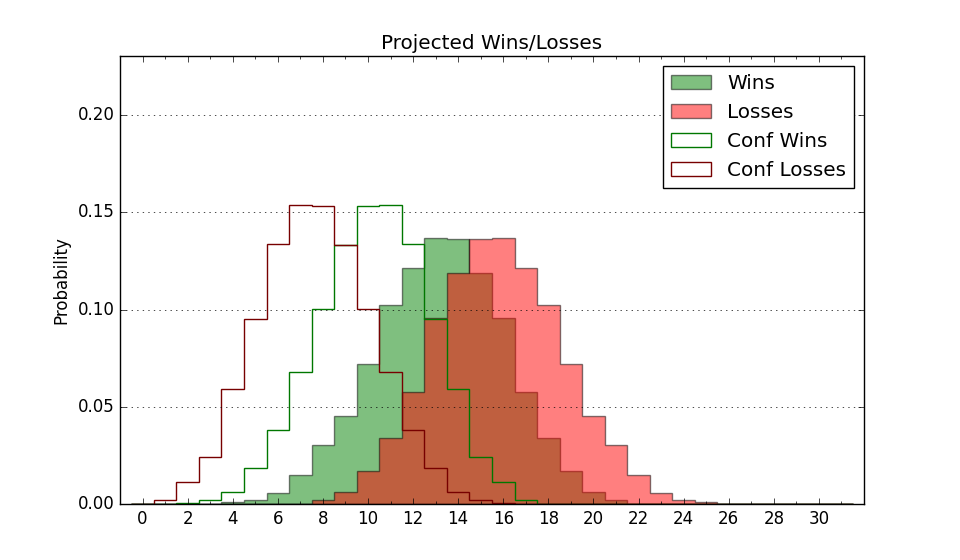 Projected Wins/Losses
Wins
Losses
Conf Wins
Conf Losses
Probability
0.20
0.15
0.10
0.05
0.00
0 2 4 6 8 10 12 14 16 18 20 22 24 26 28 30